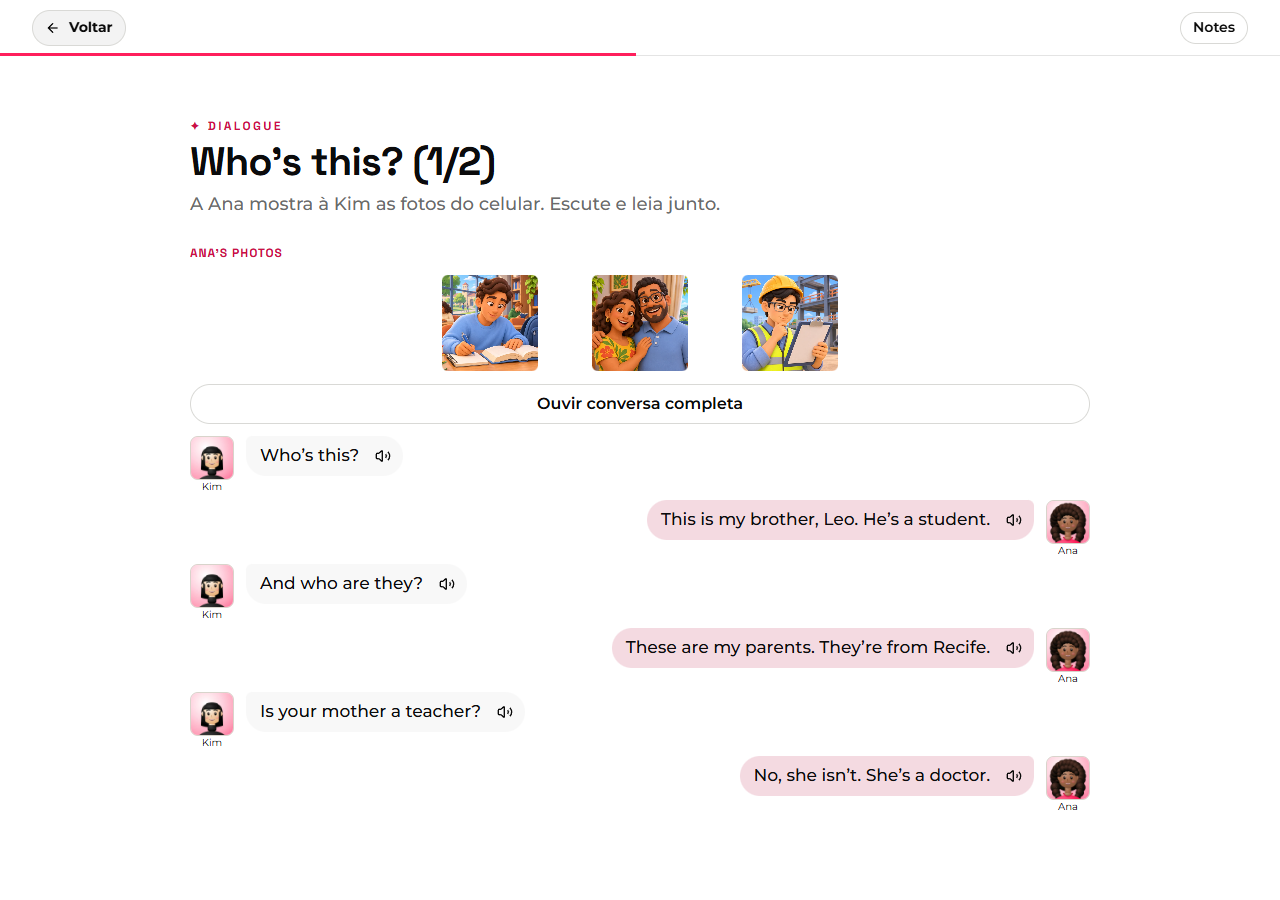 ← Voltar
Notes
✦ DIALOGUE
Who’s this? (1/2)
A Ana mostra à Kim as fotos do celular. Escute e leia junto.
ANA’S PHOTOS
Ouvir conversa completa
Who’s this?
Kim
This is my brother, Leo. He’s a student.
Ana
And who are they?
Kim
These are my parents. They’re from Recife.
Ana
Is your mother a teacher?
Kim
No, she isn’t. She’s a doctor.
Ana